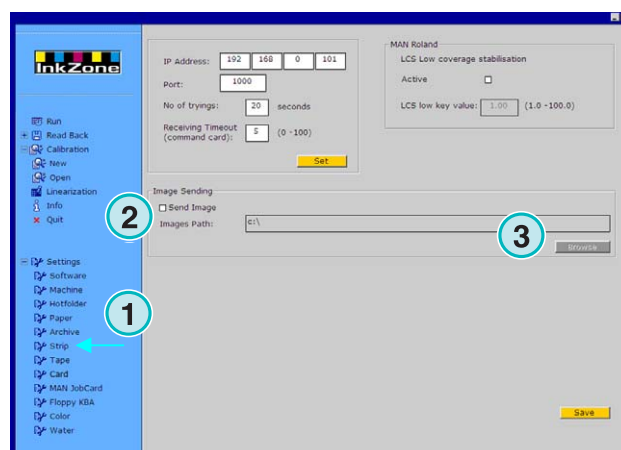 InkZone
Run
Read Back
Calibration
New
Open
Linearization
Info
Quit
Settings
Software
Machine
Hotfolder
Paper
Archive
Strip
Tape
Card
MAN JobCard
Floppy KBA
Color
Water
1
IP Address: 192 168 0 101
Port: 1000
No of tryings: 20 seconds
Receiving Timeout
(command card): 5 (0 -100)
Set
MAN Roland
LCS Low coverage stabilisation
Active
LCS low key value: 1.00 (1.0 -100.0)
Image Sending
2
Send Image
Images Path: c:\
3
Browse
Save